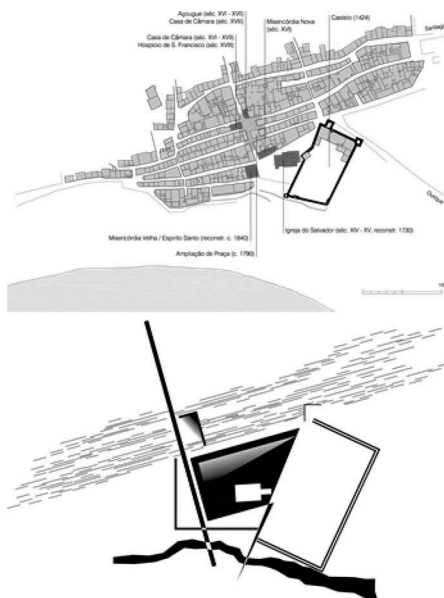 Açougue (séc. XVI - XVII)
Casa de Câmara (séc. XVIII)
Misericórdia Nova
(séc. XVI)
Castelo (1424)
Casa de Câmara (séc. XVI - XVII)
Hospício de S. Francisco (séc. XVIII)
Santiago
Ourique
Igreja do Salvador (séc. XIV - XV, reconstr. 1730)
Misericórdia Velha / Espírito Santo (reconstr. c. 1840)
Ampliação de Praça (c. 1790)